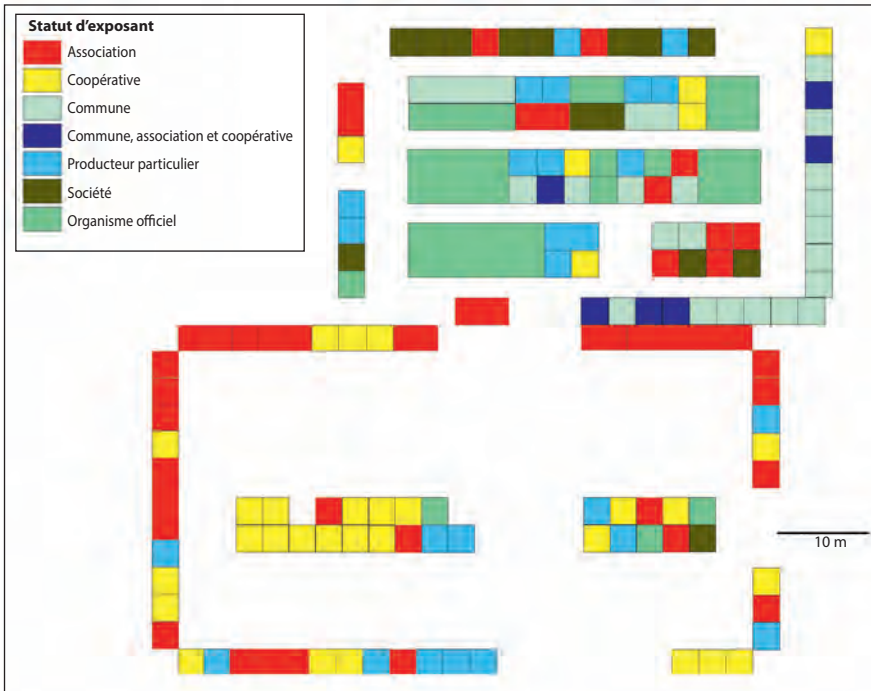 Statut d'exposant
Association
Coopérative
Commune
Commune, association et coopérative
Producteur particulier
Société
Organisme officiel
10 m